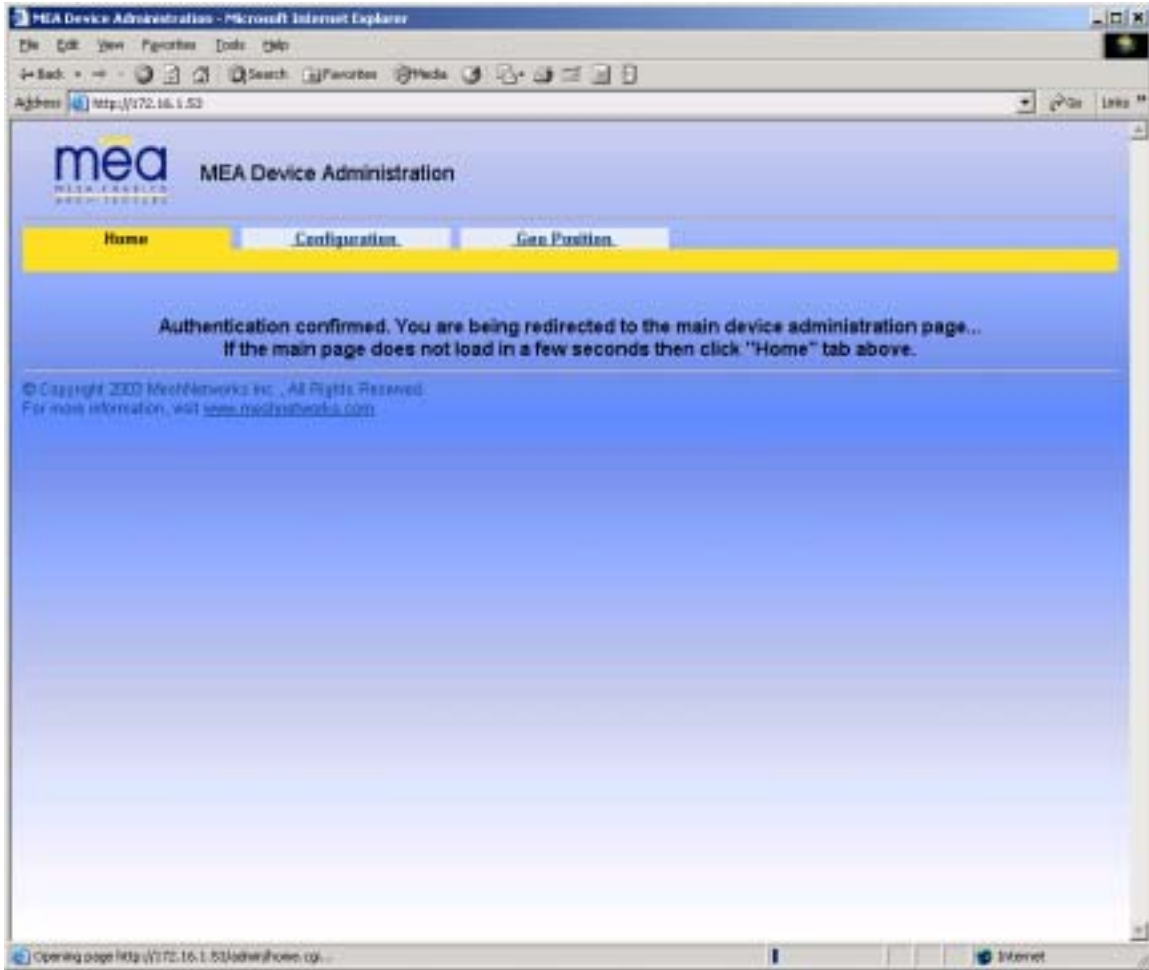 MEA Device Administration - Microsoft Internet Explorer
File Edit View Favorites Tools Help
Back Search Favorites Media
Address http://172.16.1.53 Go Links »
mea
MESH ENABLED
ARCHITECTURE
MEA Device Administration
Home Configuration Geo Position
Authentication confirmed. You are being redirected to the main device administration page...
If the main page does not load in a few seconds then click "Home" tab above.
© Copyright 2003 MeshNetworks Inc., All Rights Reserved.
For more information, visit www.meshnetworks.com
Opening page http://172.16.1.53/admin/home.cgi... Internet